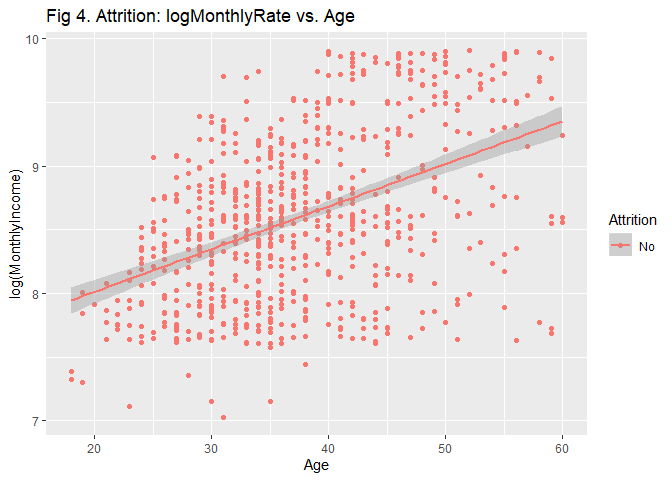 Fig 4. Attrition: logMonthlyRate vs. Age
10
9
8
7
log(MonthlyIncome)
20
30
40
50
60
Age
Attrition
No